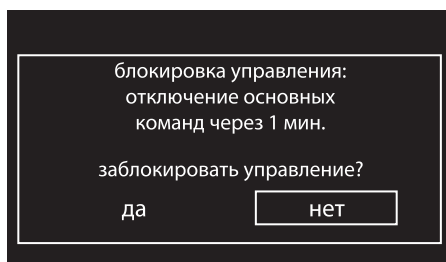 блокировка управления:
отключение основных
команд через 1 мин.
заблокировать управление?
да нет